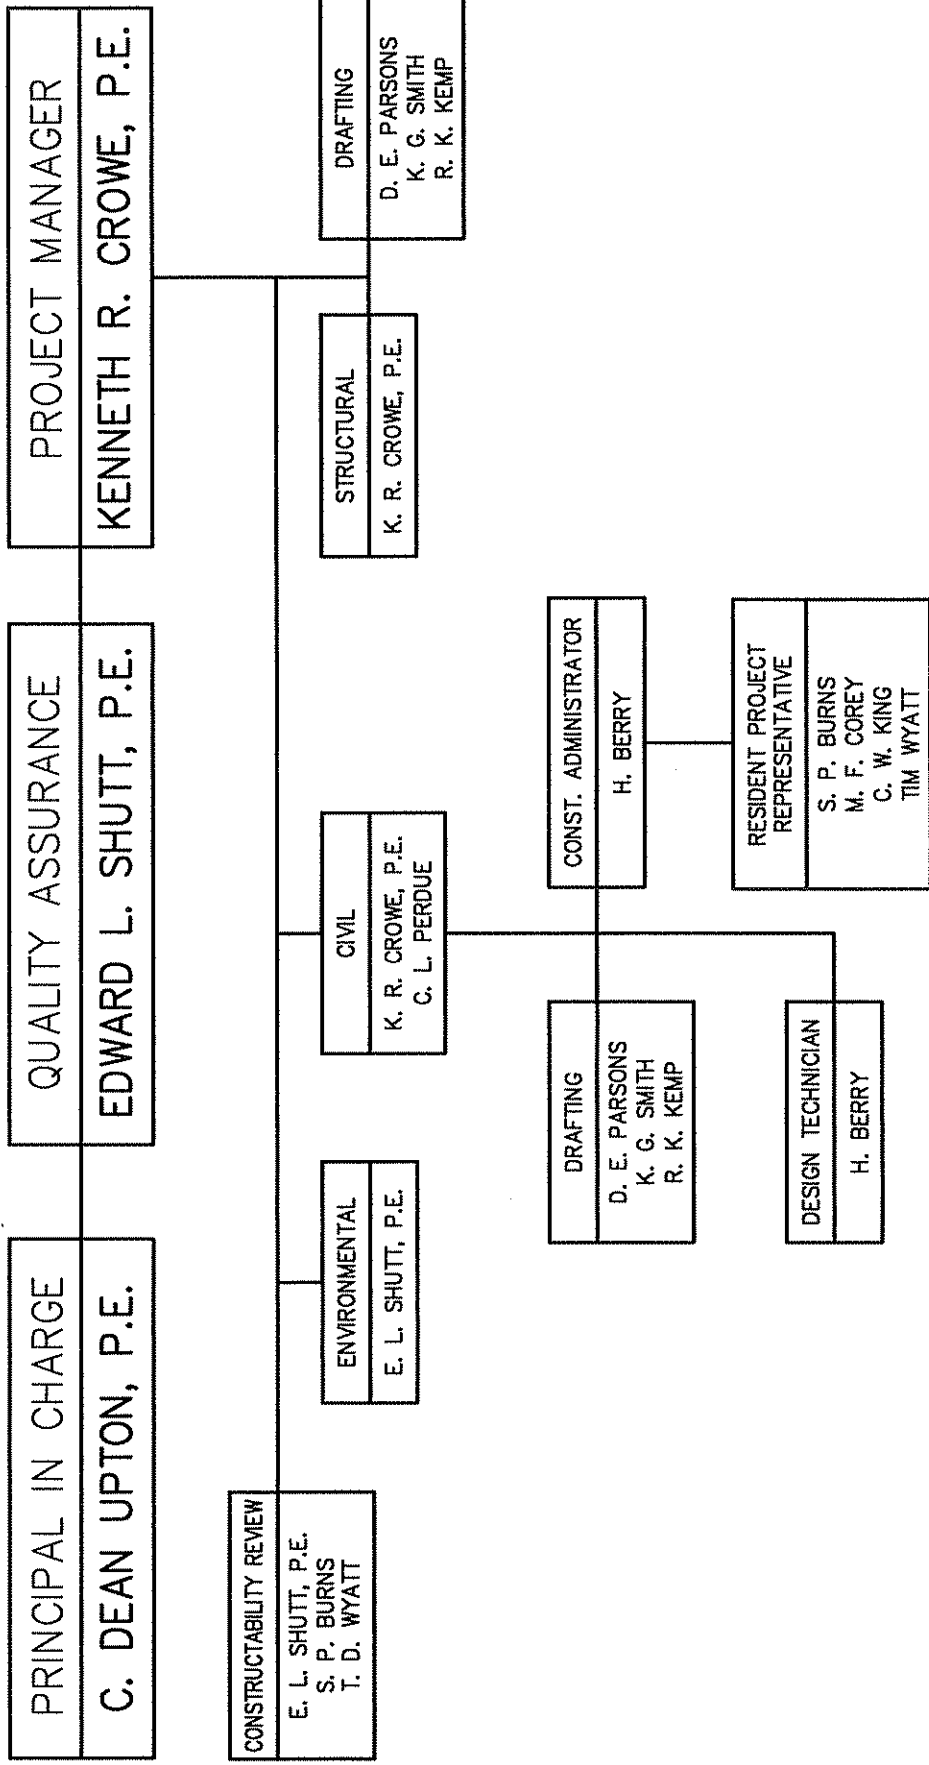 PRINCIPAL IN CHARGE
C. DEAN UPTON, P.E.
QUALITY ASSURANCE
EDWARD L. SHUTT, P.E.
PROJECT MANAGER
KENNETH R. CROWE, P.E.
CONSTRUCTABILITY REVIEW
E. L. SHUTT, P.E.
S. P. BURNS
T. D. WYATT
ENVIRONMENTAL
E. L. SHUTT, P.E.
CIVIL
K. R. CROWE, P.E.
C. L. PERDUE
STRUCTURAL
K. R. CROWE, P.E.
DRAFTING
D. E. PARSONS
K. G. SMITH
R. K. KEMP
DRAFTING
D. E. PARSONS
K. G. SMITH
R. K. KEMP
CONST. ADMINISTRATOR
H. BERRY
DESIGN TECHNICIAN
H. BERRY
RESIDENT PROJECT
REPRESENTATIVE
S. P. BURNS
M. F. COREY
C. W. KING
TIM WYATT